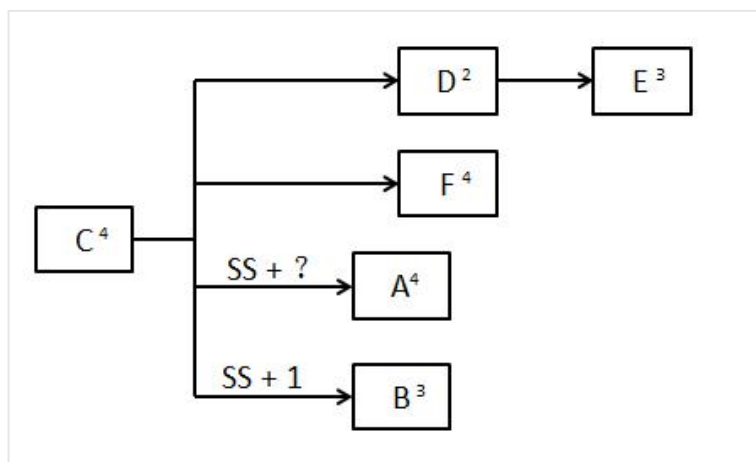 D²
E³
F⁴
C⁴
SS + ?
A⁴
SS + 1
B³